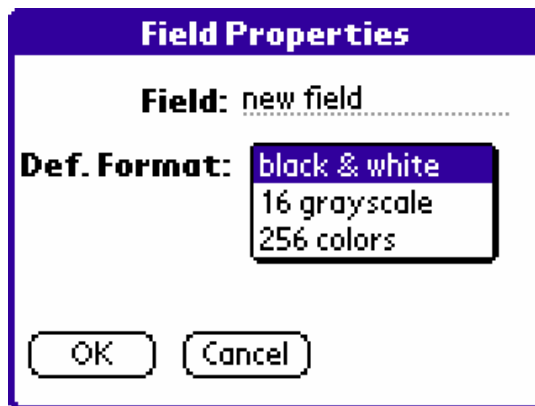 Field Properties
Field: new field
Def. Format: black & white
16 grayscale
256 colors
OK Cancel